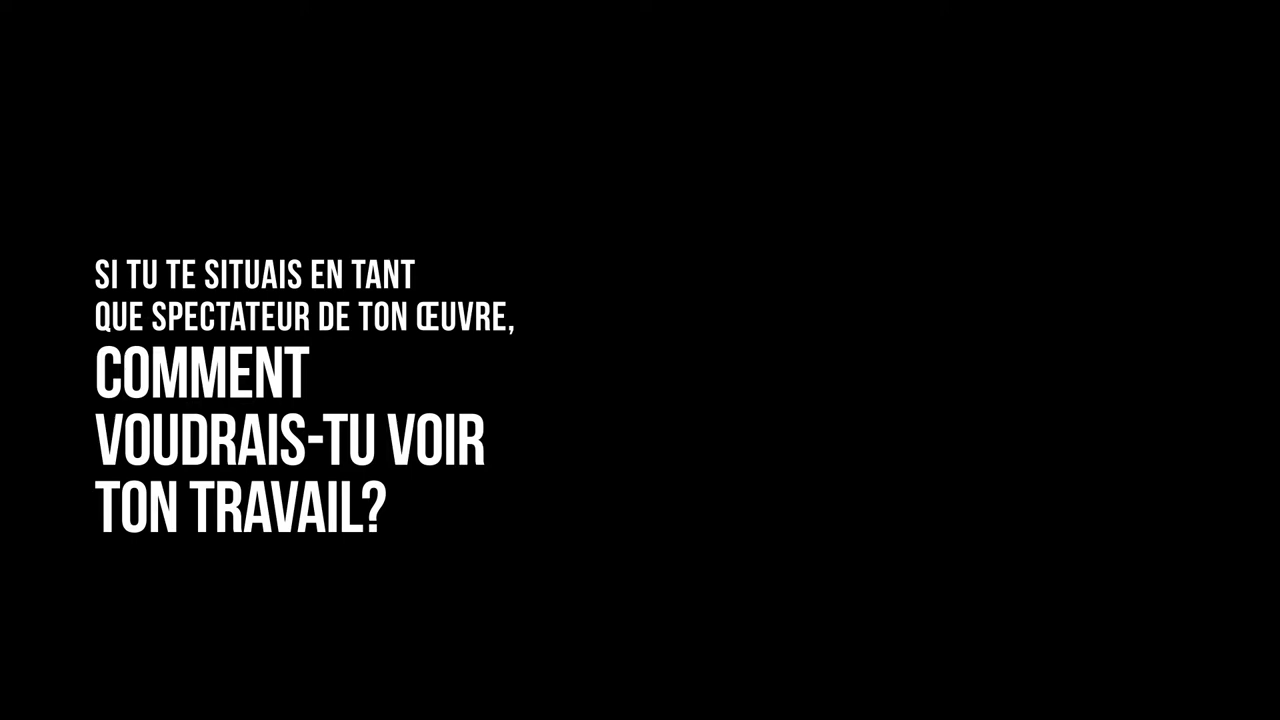 SI TU TE SITUAIS EN TANT
QUE SPECTATEUR DE TON ŒUVRE,
COMMENT
VOUDRAIS-TU VOIR
TON TRAVAIL?